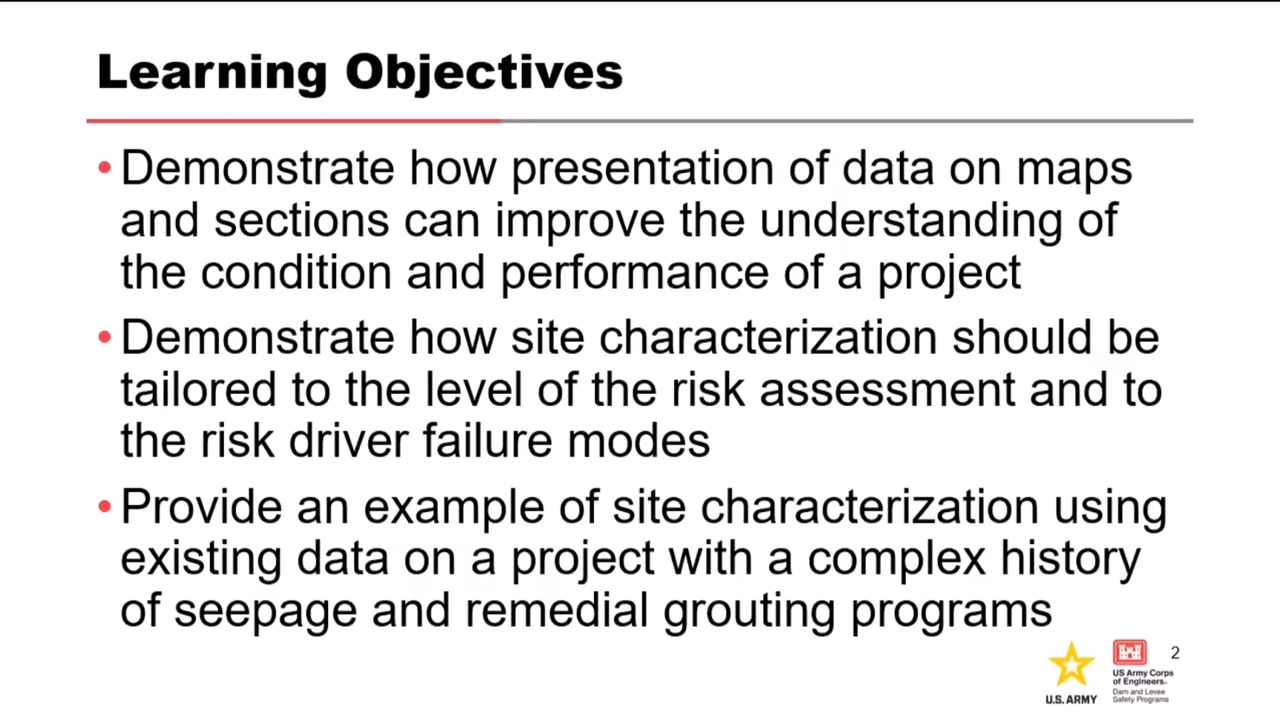 Learning Objectives
•Demonstrate how presentation of data on maps
and sections can improve the understanding of
the condition and performance of a project
•Demonstrate how site characterization should be
tailored to the level of the risk assessment and to
the risk driver failure modes
•Provide an example of site characterization using
existing data on a project with a complex history
of seepage and remedial grouting programs
2
U.S. ARMY
US Army Corps
of Engineers®
Dam and Levee
Safety Programs